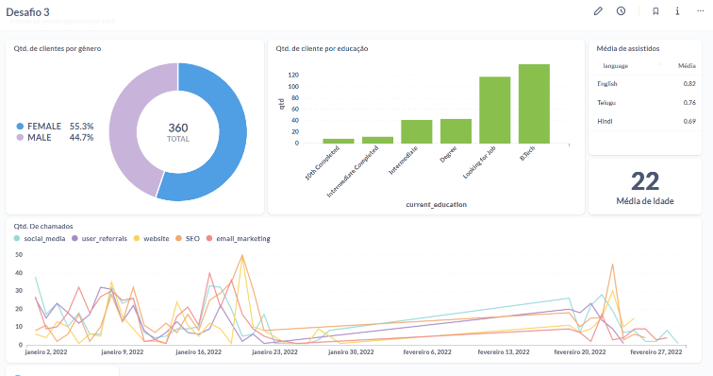 Desafio 3
Qtd. de clientes por gênero
FEMALE 55.3%
MALE 44.7%
360
TOTAL
Qtd. de cliente por educação
qtd
120
100
80
60
40
20
0
10th Completed
Intermediate Completed
Intermediate
Degree
Looking for Job
B.Tech
current_education
Média de assistidos
language Média
English 0.82
Telugu 0.76
Hindi 0.69
22
Média de Idade
Qtd. De chamados
social_media user_referrals website SEO email_marketing
50
40
30
20
10
0
janeiro 2, 2022 janeiro 9, 2022 janeiro 16, 2022 janeiro 23, 2022 janeiro 30, 2022 fevereiro 6, 2022 fevereiro 13, 2022 fevereiro 20, 2022 fevereiro 27, 2022